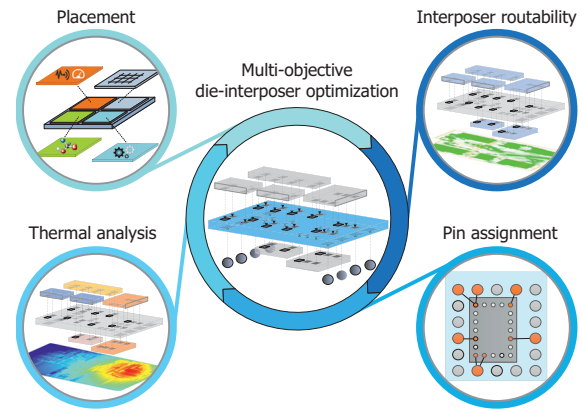 Placement
Interposer routability
Multi-objective
die-interposer optimization
Thermal analysis
Pin assignment